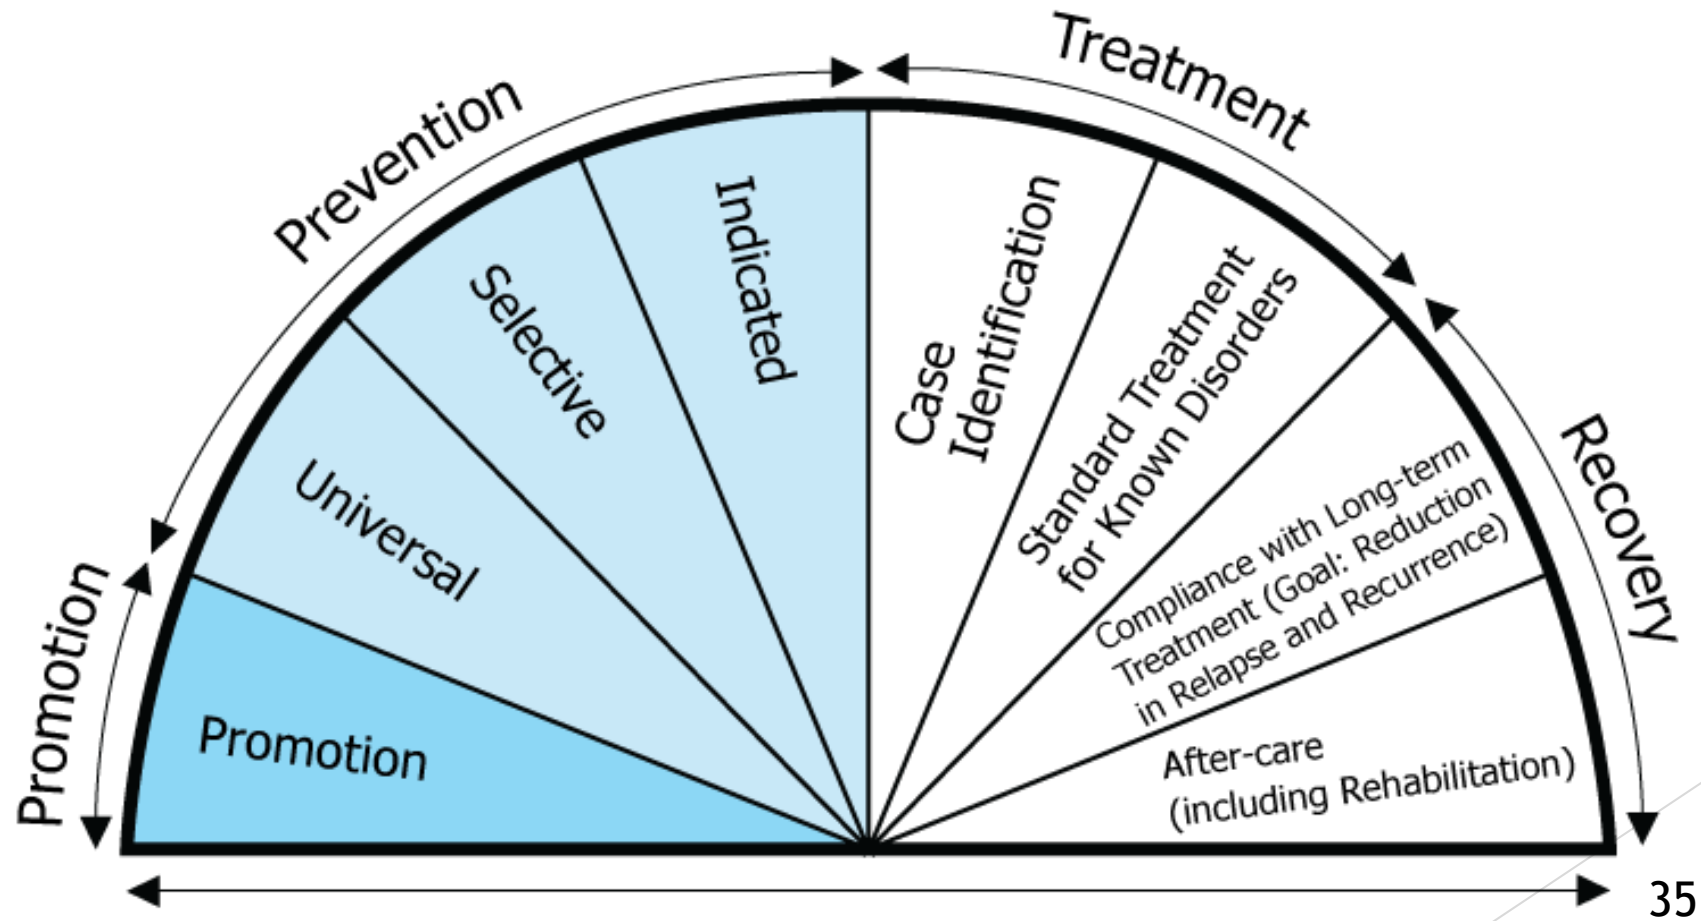 Promotion
Prevention
Treatment
Recovery
Promotion
Universal
Selective
Indicated
Case
Identification
Standard Treatment
for Known Disorders
Compliance with Long-term
Treatment (Goal: Reduction
in Relapse and Recurrence)
After-care
(including Rehabilitation)
35